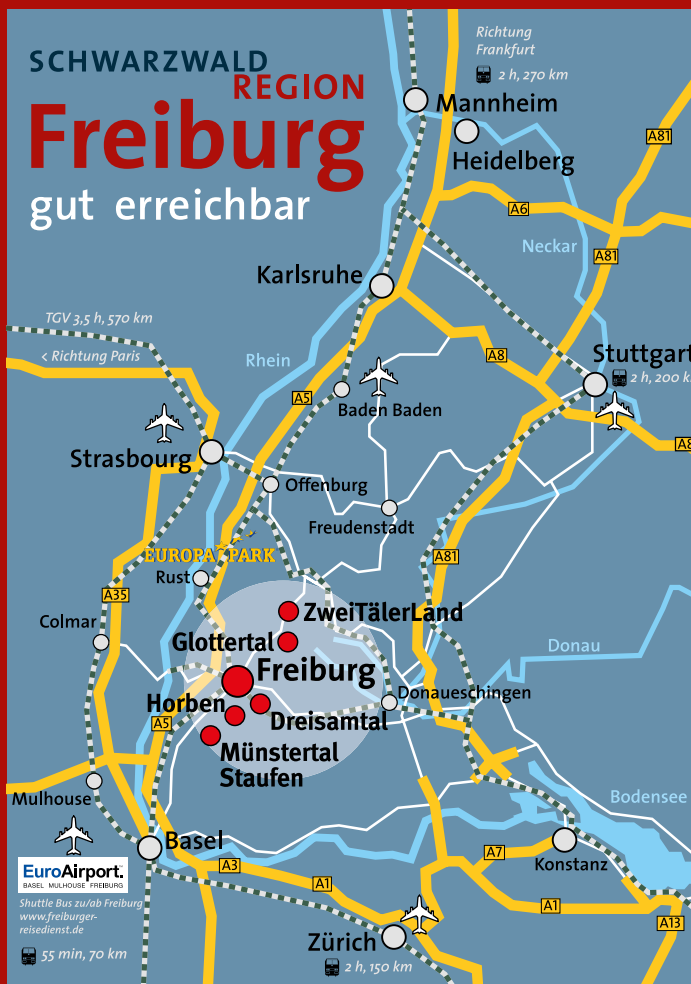 SCHWARZWALD
REGION
Freiburg
gut erreichbar
Richtung
Frankfurt
2 h, 270 km
Mannheim
Heidelberg
A81
A6
Neckar
A81
Karlsruhe
TGV 3,5 h, 570 km
< Richtung Paris
Rhein
A8
Stuttgart
2 h, 200 k
A5
Baden Baden
A8
Strasbourg
Offenburg
Freudenstadt
EUROPA PARK
A81
Rust
A35
ZweiTälerLand
Colmar
Glottertal
Donau
Freiburg
Donaueschingen
Horben
Dreisamtal
A5
Münstertal
Staufen
Mulhouse
Bodensee
Basel
A7
Konstanz
EuroAirport.
BASEL MULHOUSE FREIBURG
A3
A1
A1
Shuttle Bus zu/ab Freiburg
www.freiburger-
reisedienst.de
A13
Zürich
55 min, 70 km
2 h, 150 km